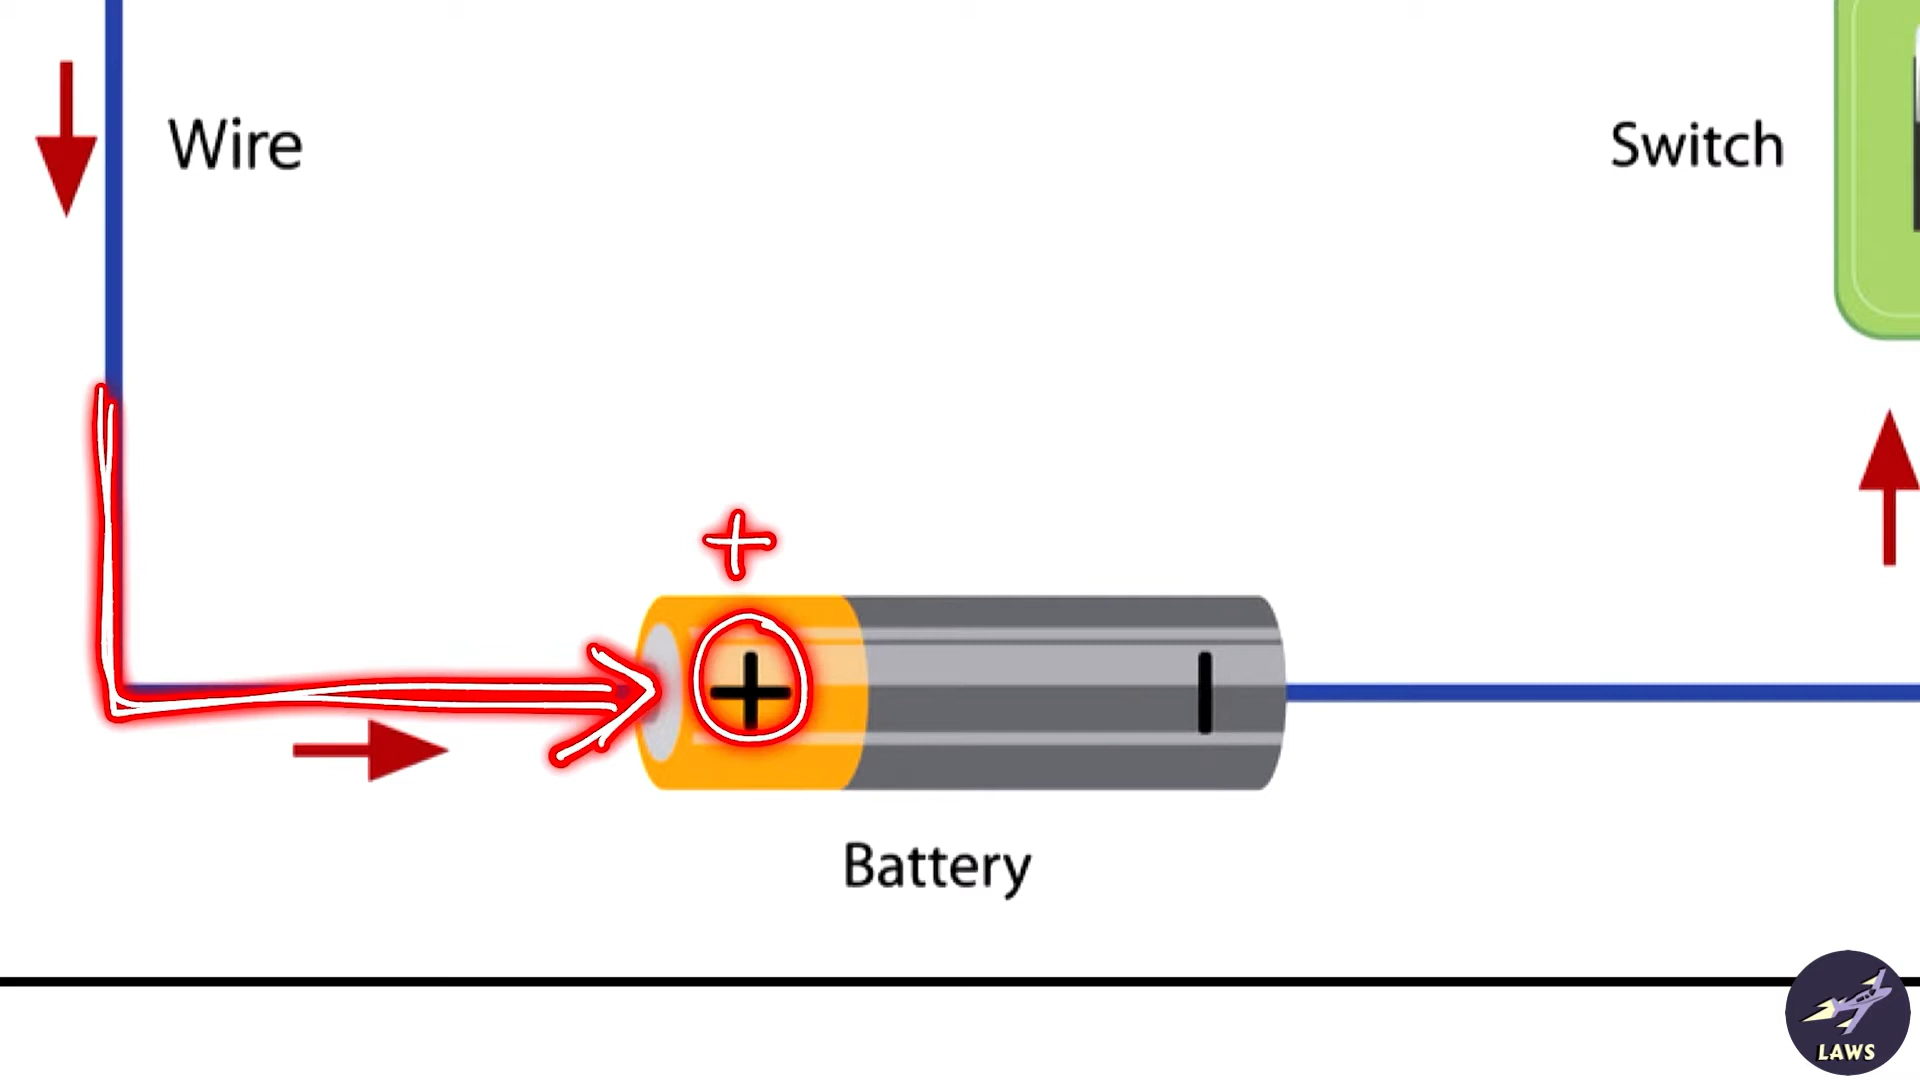 Wire
Switch
+
+
Battery
LAWS